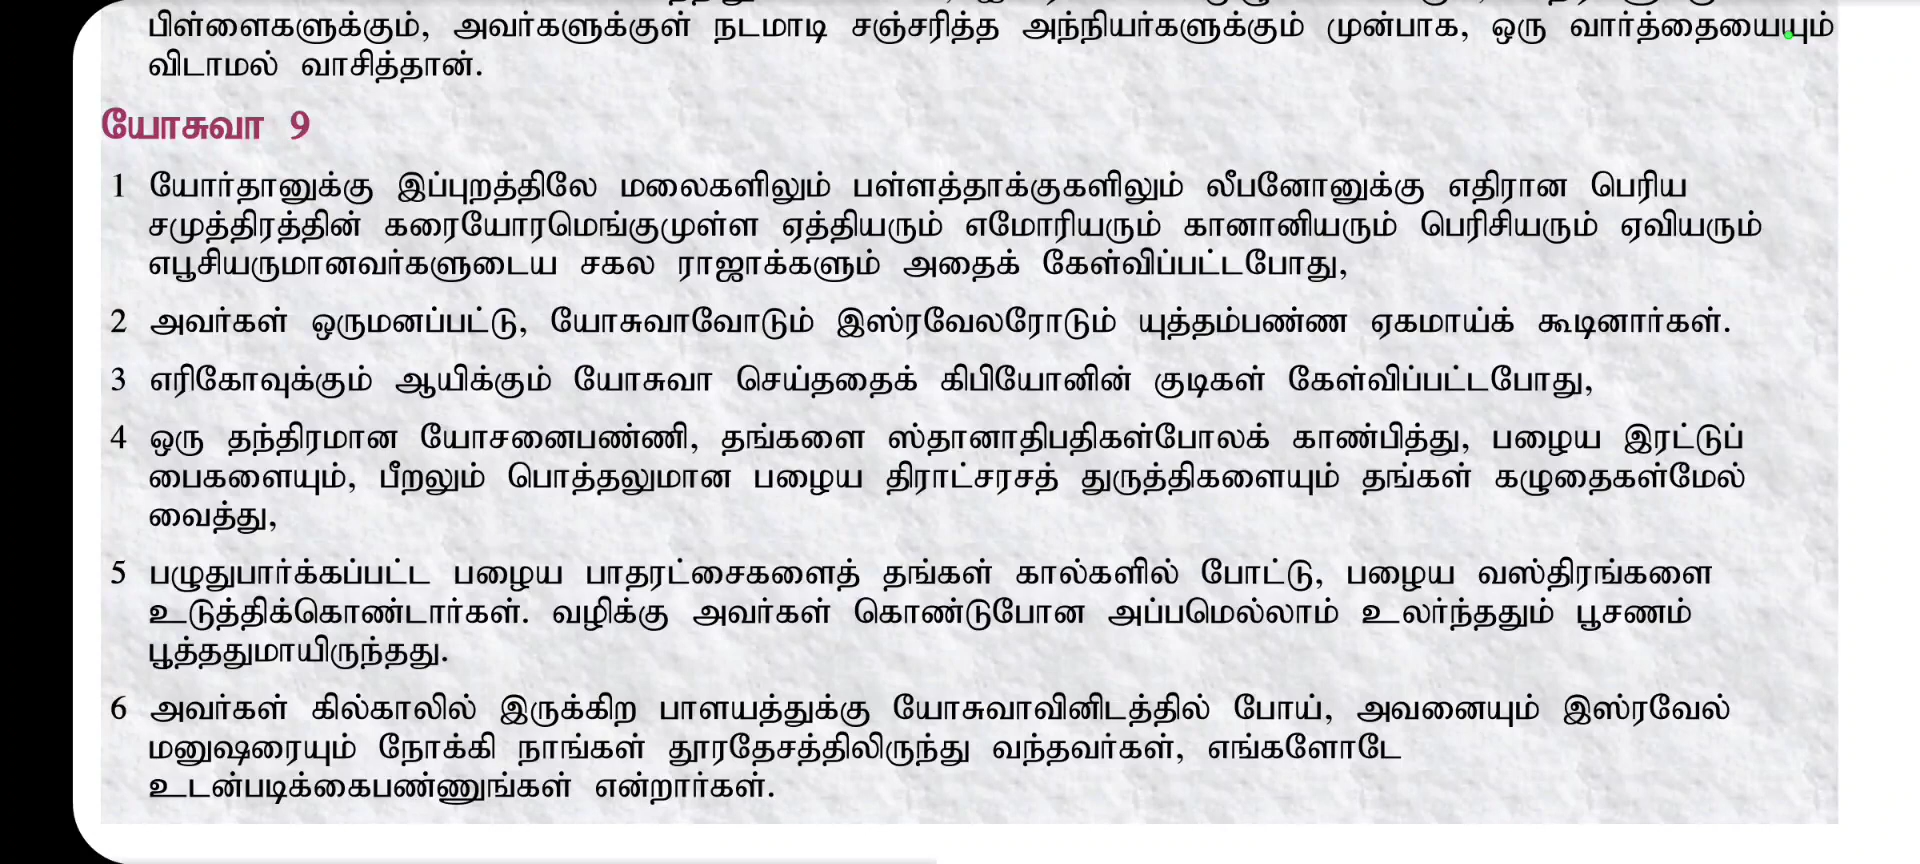 பிள்ளைகளுக்கும், அவர்களுக்குள் நடமாடி சஞ்சரித்த அந்நியர்களுக்கும் முன்பாக, ஒரு வார்த்தையையும்
விடாமல் வாசித்தான்.
யோசுவா 9
1 யோர்தானுக்கு இப்புறத்திலே மலைகளிலும் பள்ளத்தாக்குகளிலும் லீபனோனுக்கு எதிரான பெரிய
சமுத்திரத்தின் கரையோரமெங்குமுள்ள ஏத்தியரும் எமோரியரும் கானானியரும் பெரிசியரும் ஏவியரும்
எபூசியருமானவர்களுடைய சகல ராஜாக்களும் அதைக் கேள்விப்பட்டபோது,
2 அவர்கள் ஒருமனப்பட்டு, யோசுவாவோடும் இஸ்ரவேலரோடும் யுத்தம்பண்ண ஏகமாய்க் கூடினார்கள்.
3 எரிகோவுக்கும் ஆயிக்கும் யோசுவா செய்ததைக் கிபியோனின் குடிகள் கேள்விப்பட்டபோது,
4 ஒரு தந்திரமான யோசனைபண்ணி, தங்களை ஸ்தானாதிபதிகள்போலக் காண்பித்து, பழைய இரட்டுப்
பைகளையும், பீறலும் பொத்தலுமான பழைய திராட்சரசத் துருத்திகளையும் தங்கள் கழுதைகள்மேல்
வைத்து,
5 பழுதுபார்க்கப்பட்ட பழைய பாதரட்சைகளைத் தங்கள் கால்களில் போட்டு, பழைய வஸ்திரங்களை
உடுத்திக்கொண்டார்கள். வழிக்கு அவர்கள் கொண்டுபோன அப்பமெல்லாம் உலர்ந்ததும் பூசணம்
பூத்ததுமாயிருந்தது.
6 அவர்கள் கில்காலில் இருக்கிற பாளயத்துக்கு யோசுவாவினிடத்தில் போய், அவனையும் இஸ்ரவேல்
மனுஷரையும் நோக்கி நாங்கள் தூரதேசத்திலிருந்து வந்தவர்கள், எங்களோடே
உடன்படிக்கைபண்ணுங்கள் என்றார்கள்.